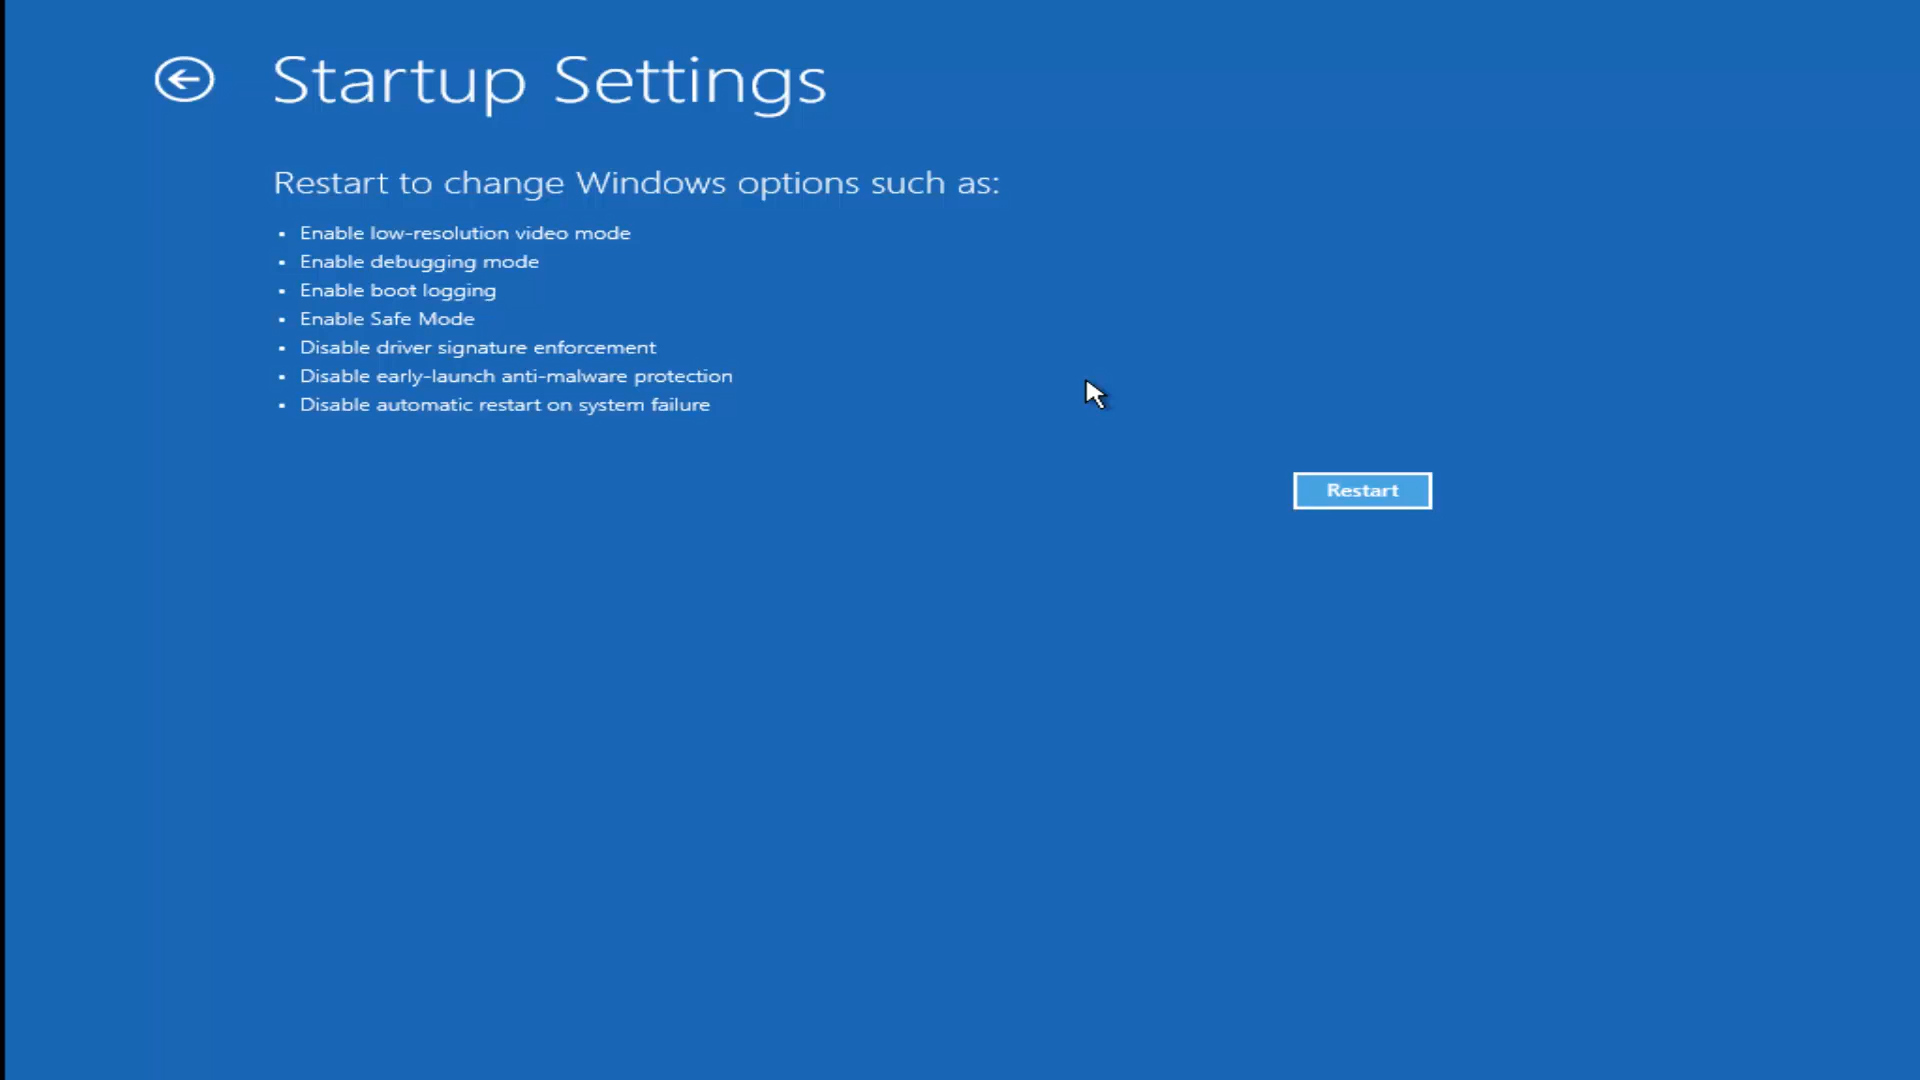 Startup Settings
Restart to change Windows options such as:
• Enable low-resolution video mode
• Enable debugging mode
• Enable boot logging
• Enable Safe Mode
• Disable driver signature enforcement
• Disable early-launch anti-malware protection
• Disable automatic restart on system failure
Restart